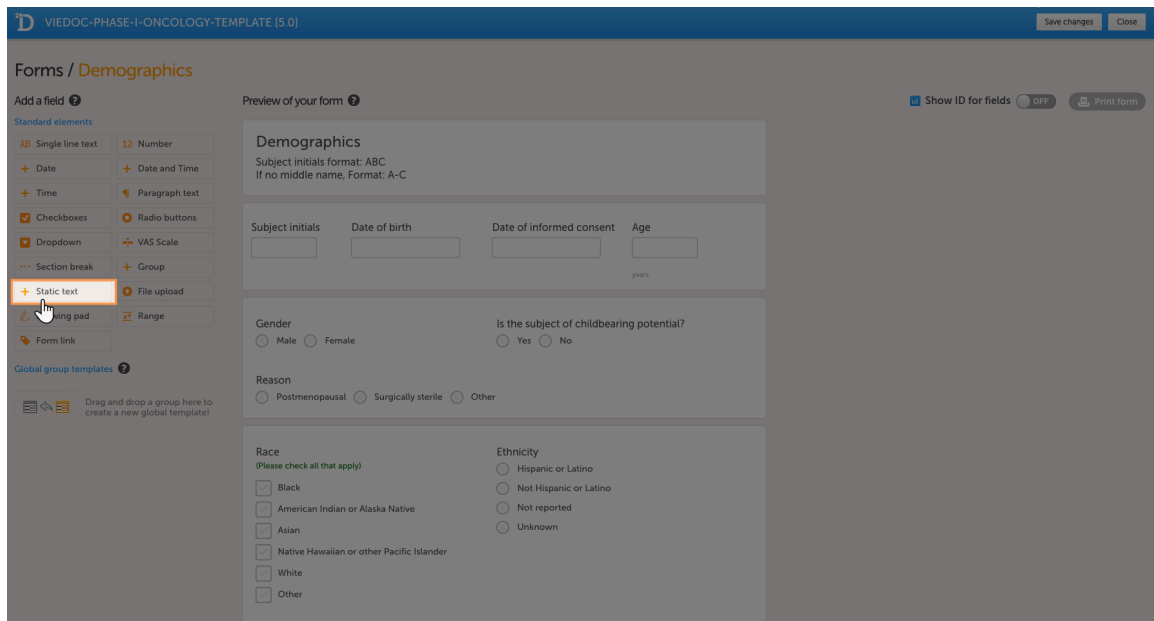 VIEDOC-PHASE-I-ONCOLOGY-TEMPLATE [5.0]
Save changes
Close
Forms / Demographics
Add a field ?
Preview of your form ?
id Show ID for fields OFF
Print form
Standard elements
AB Single line text
12 Number
Date
Date and Time
Time
¶ Paragraph text
Checkboxes
Radio buttons
Dropdown
VAS Scale
Section break
Group
Static text
File upload
wing pad
Range
Form link
Global group templates ?
Drag and drop a group here to
create a new global template!
Demographics
Subject initials format: ABC
If no middle name, Format: A-C
Subject initials
Date of birth
Date of informed consent
Age
years
Gender
Male
Female
Is the subject of childbearing potential?
Yes
No
Reason
Postmenopausal
Surgically sterile
Other
Race
(Please check all that apply)
Black
American Indian or Alaska Native
Asian
Native Hawaiian or other Pacific Islander
White
Other
Ethnicity
Hispanic or Latino
Not Hispanic or Latino
Not reported
Unknown